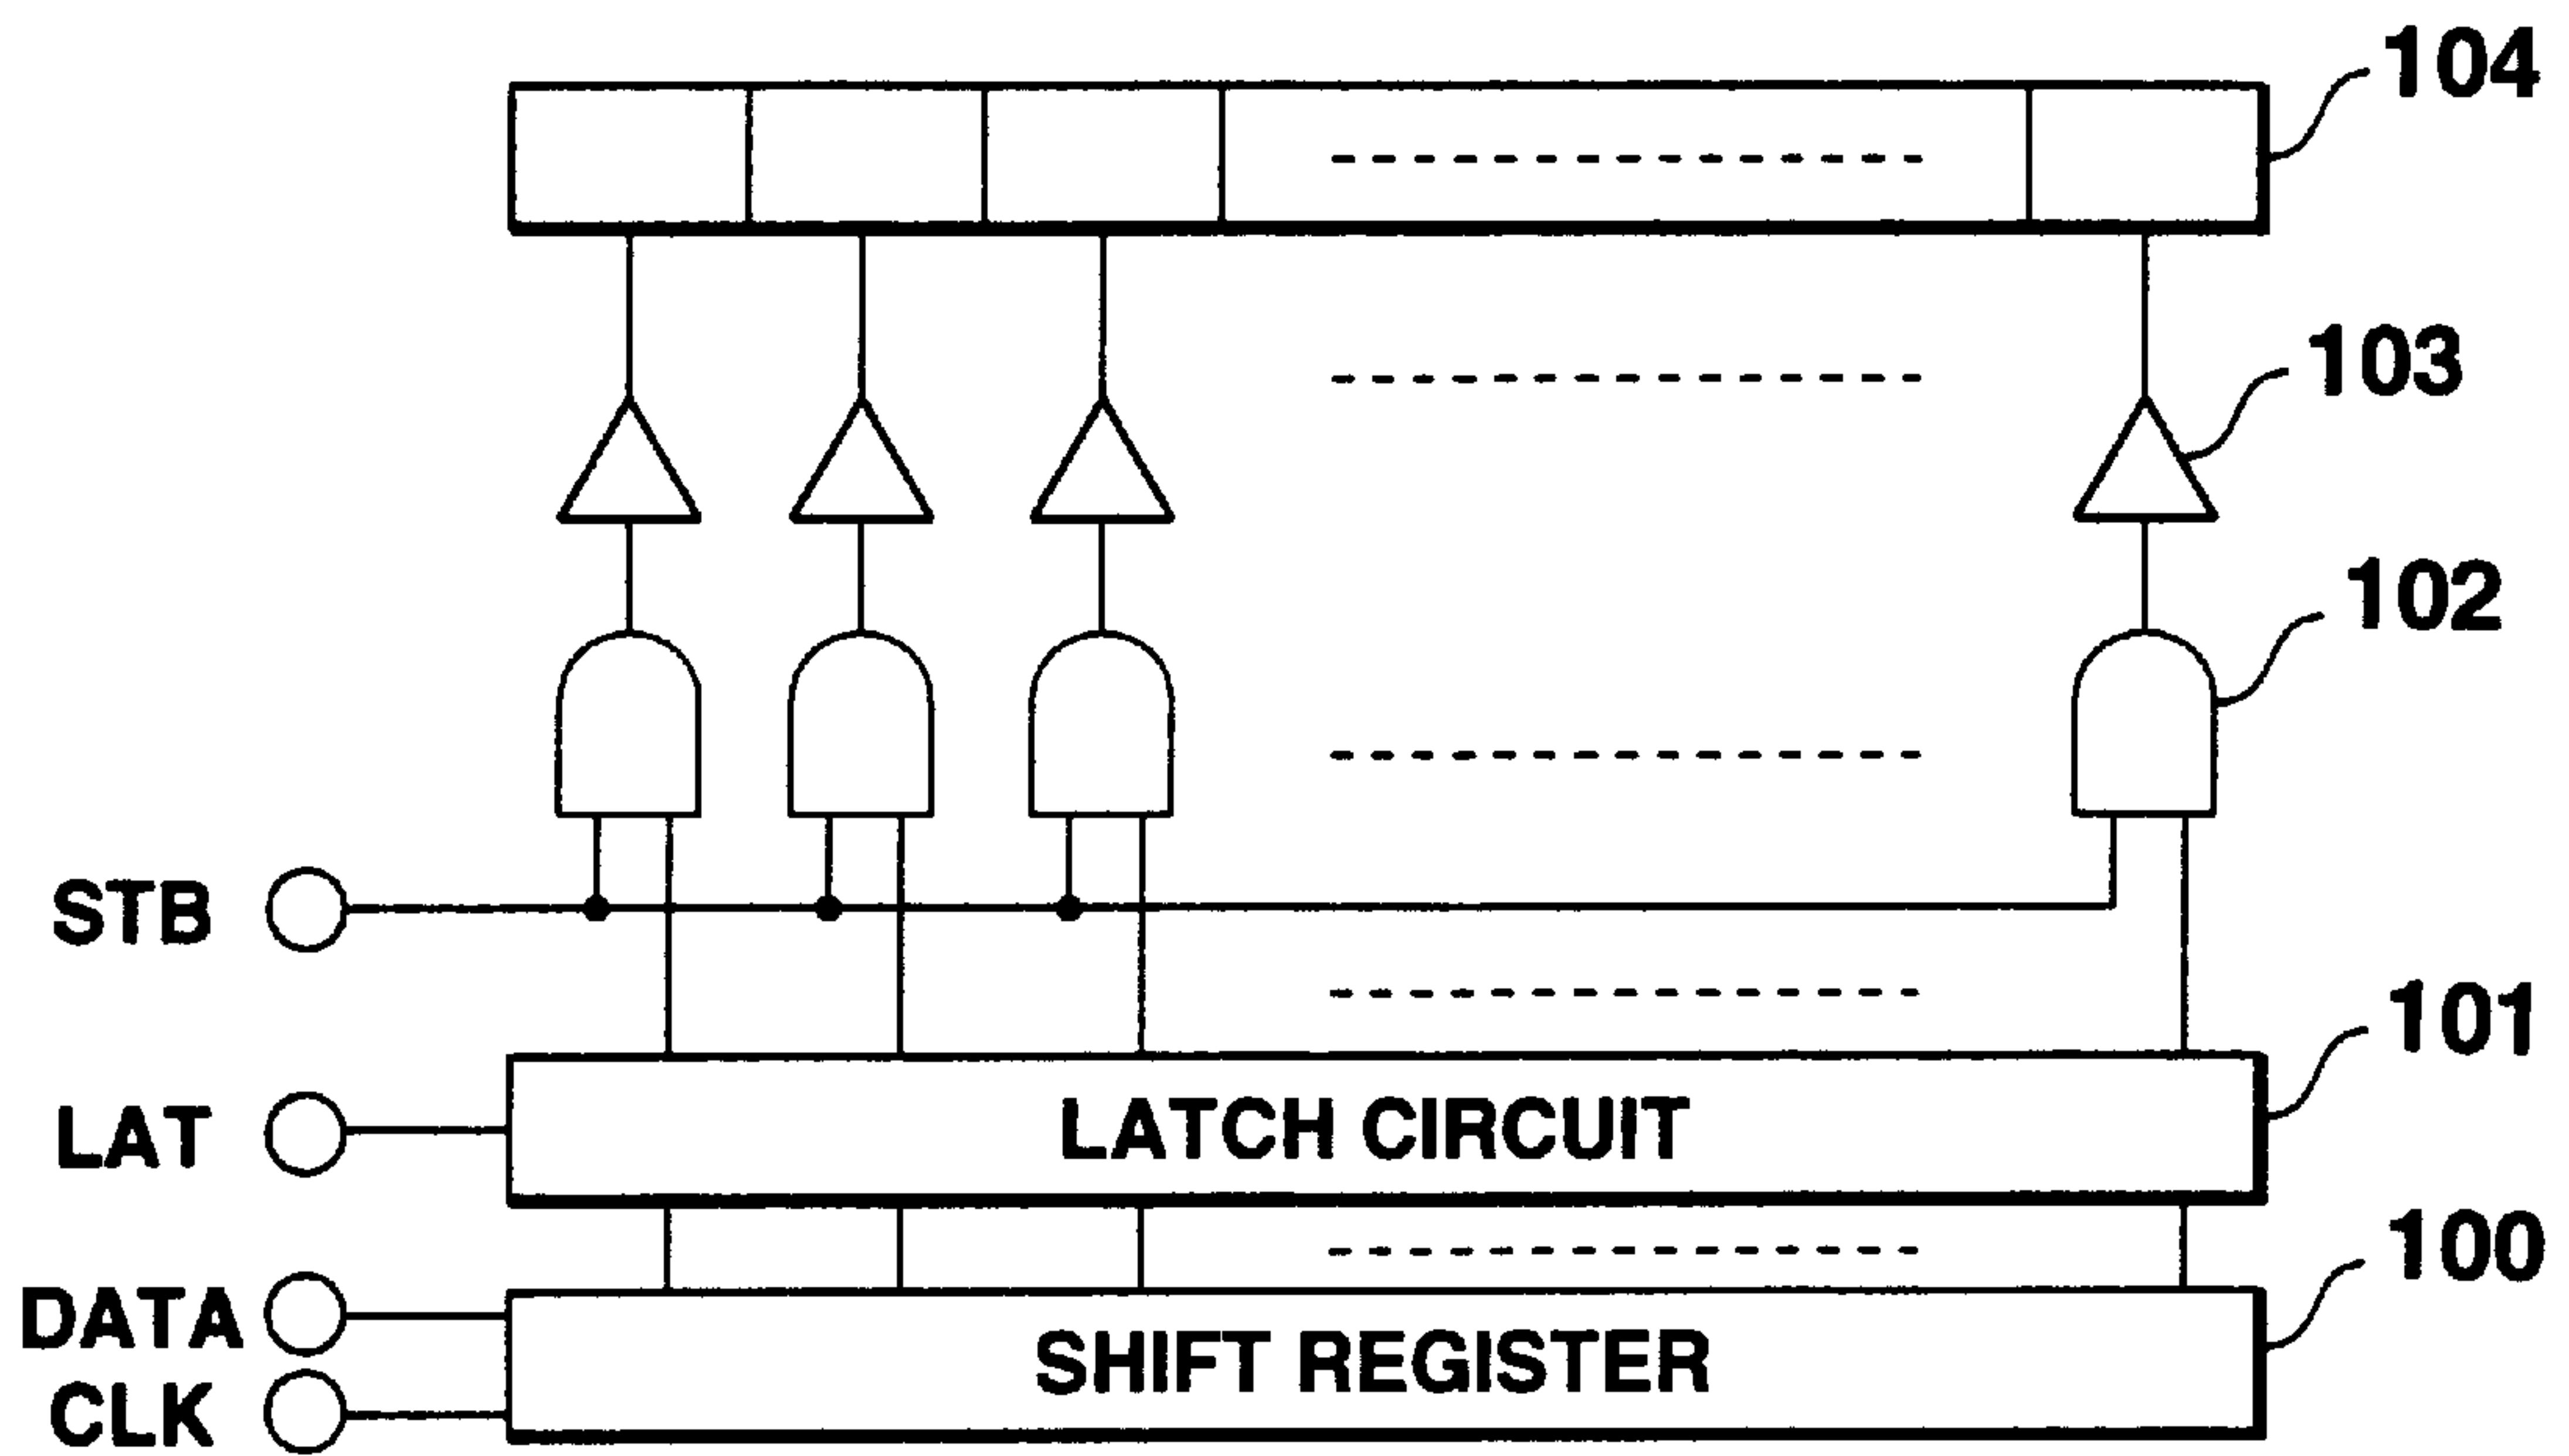 104
103
102
STB
101
LAT
LATCH CIRCUIT
100
DATA
SHIFT REGISTER
CLK